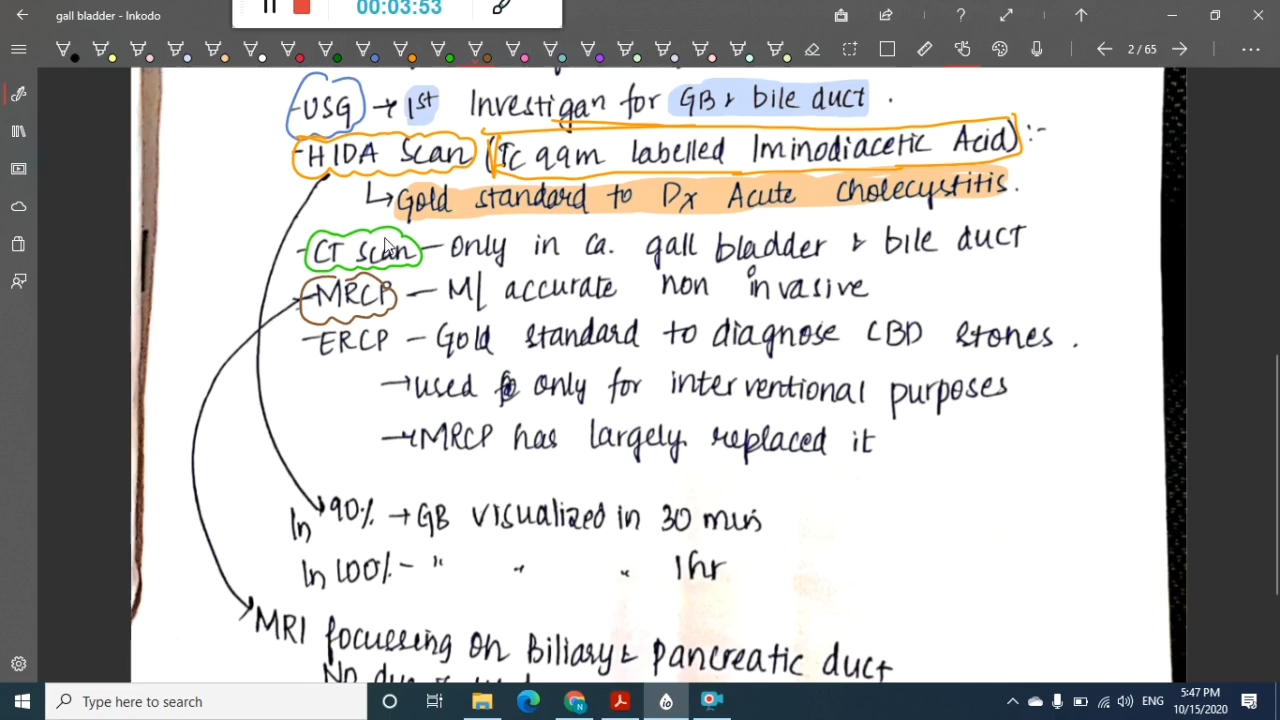 gall bladder - Inkodo
00:03:53
2/65
-USG → 1st Investigan for GB & bile duct .
-HIDA Scan (Tc 99m labelled Iminodiacetic Acid) :-
↳ Gold standard to Dx Acute cholecystitis.
- CT Scan - Only in ca. gall bladder & bile duct
-MRCP - M/ accurate non invasive
-ERCP - Gold standard to diagnose CBD stones .
→ used only for interventional purposes
→ MRCP has largely replaced it
In 90% → GB visualized in 30 mins
In 100% - " " " 1hr
MRI focussing on Biliary & pancreatic duct
No
Type here to search
ENG
5:47 PM
10/15/2020